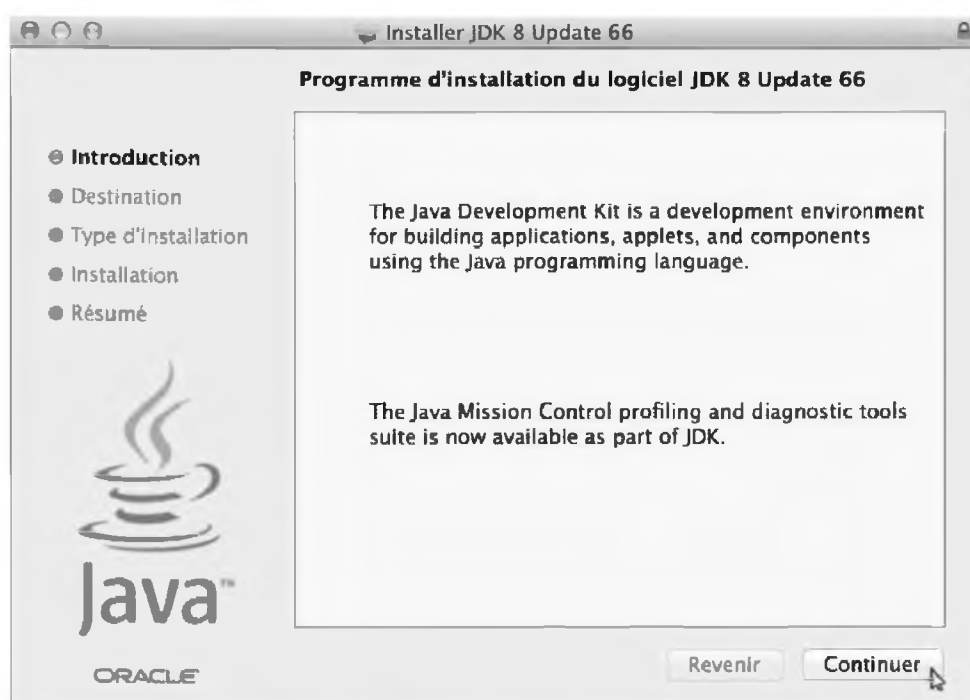 Installer JDK 8 Update 66
Programme d'installation du logiciel JDK 8 Update 66
Introduction
Destination
Type d'installation
Installation
Résumé
The Java Development Kit is a development environment
for building applications, applets, and components
using the Java programming language.
The Java Mission Control profiling and diagnostic tools
suite is now available as part of JDK.
Java™
ORACLE
Revenir
Continuer